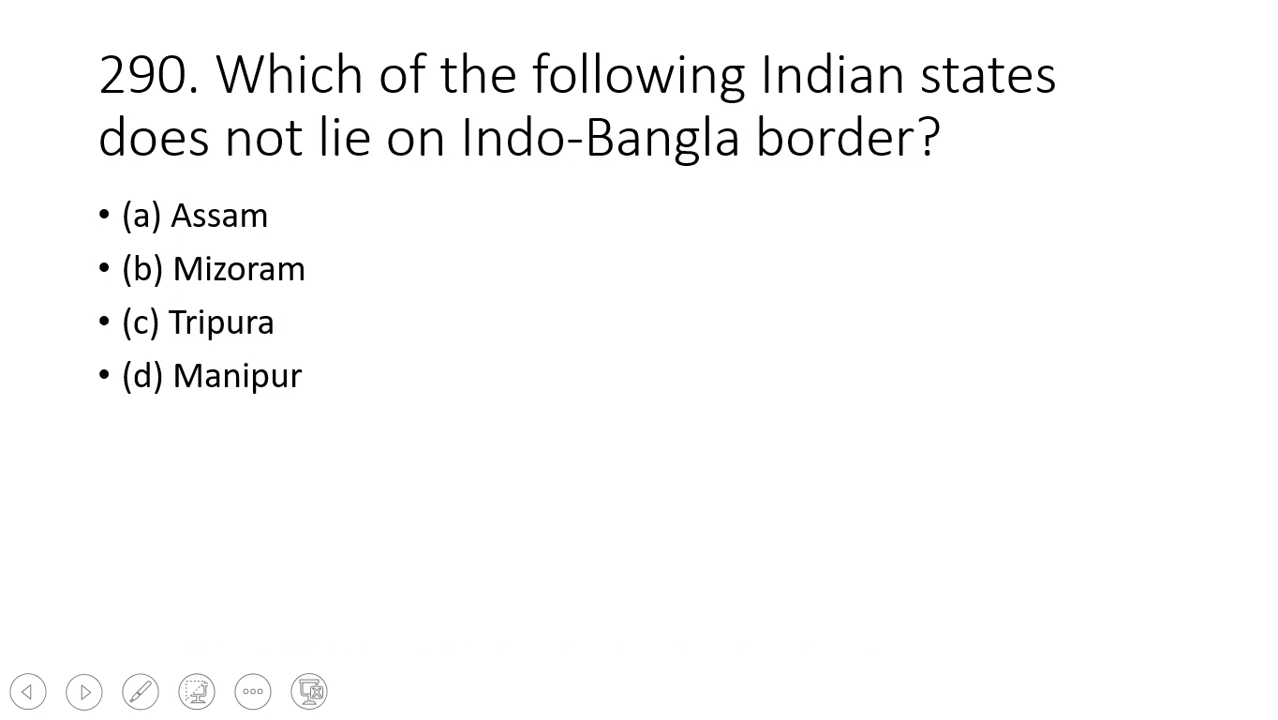 290. Which of the following Indian states
does not lie on Indo-Bangla border?
• (a) Assam
• (b) Mizoram
• (c) Tripura
• (d) Manipur